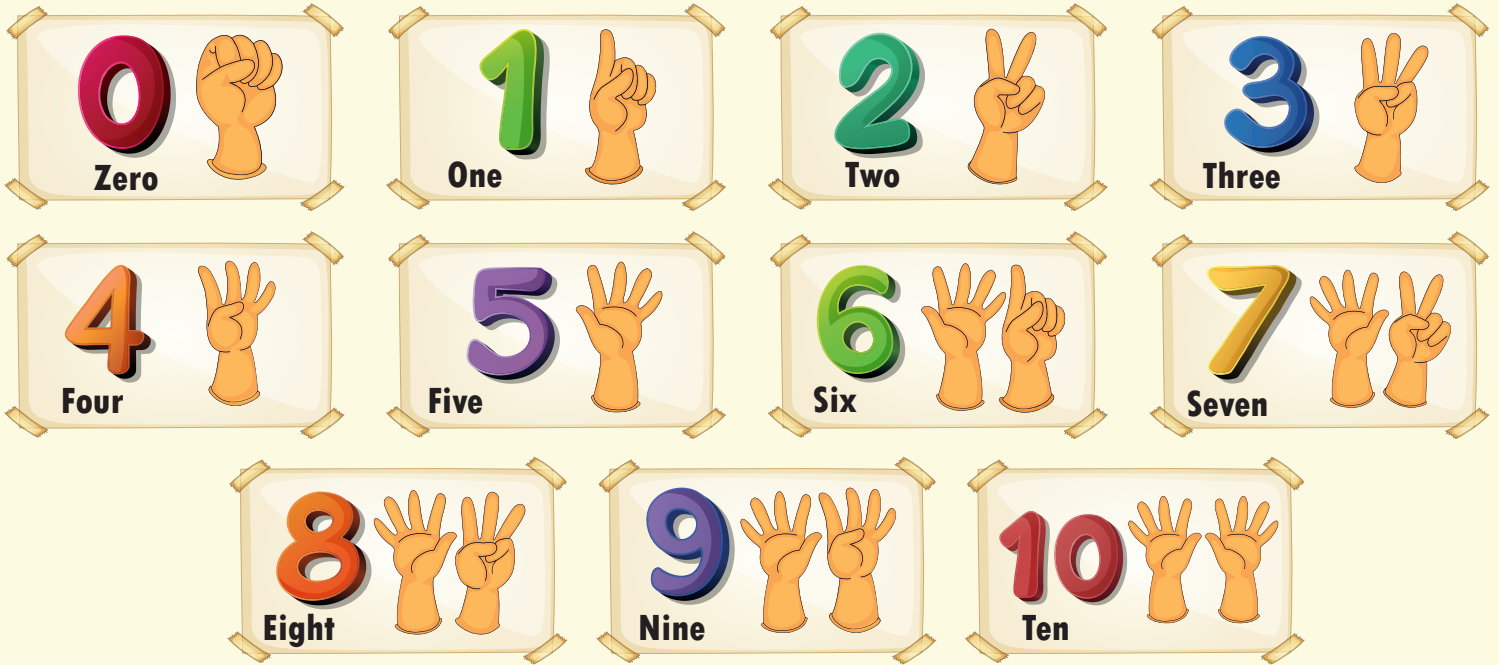 0
Zero
1
One
2
Two
3
Three
4
Four
5
Five
6
Six
7
Seven
8
Eight
9
Nine
10
Ten